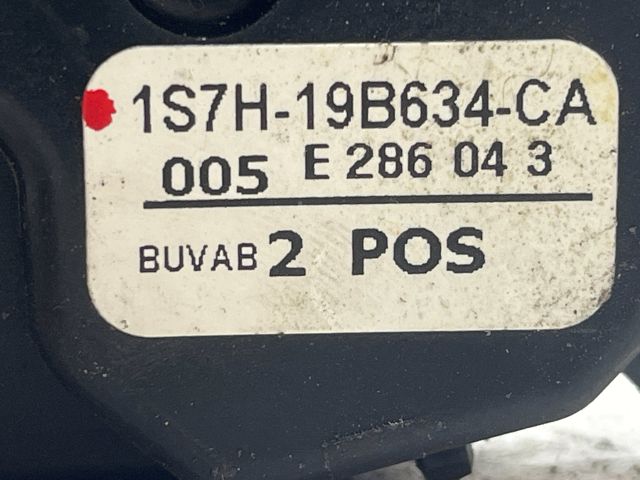 1S7H-19B634-CA
005 E 286 04 3
BUVAB 2 POS